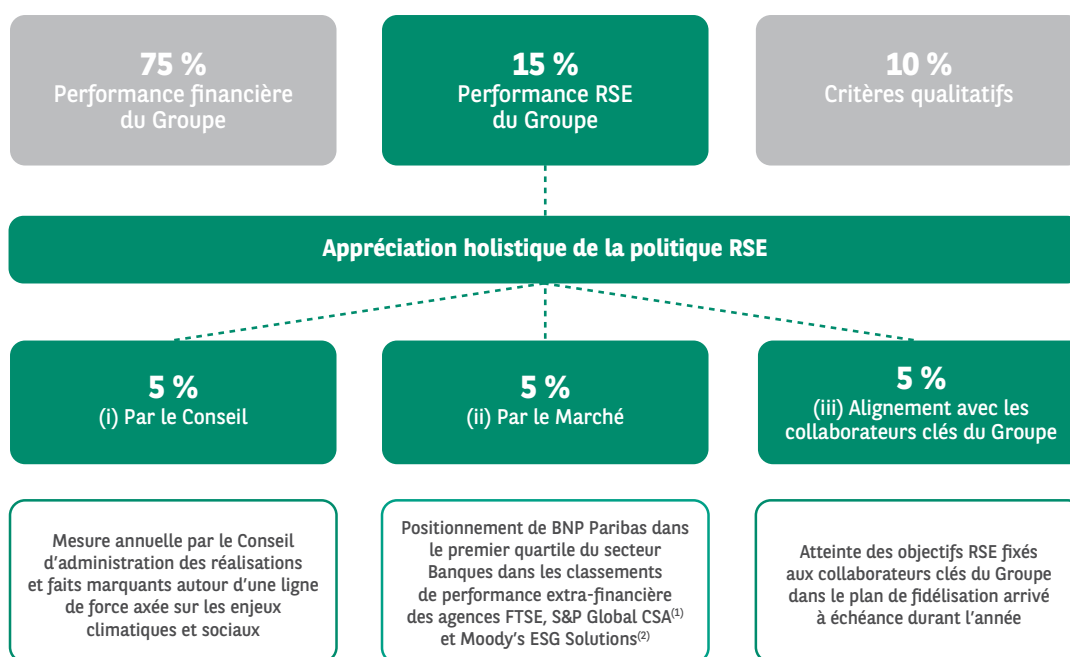 75 %
Performance financière
du Groupe
15 %
Performance RSE
du Groupe
10 %
Critères qualitatifs
Appréciation holistique de la politique RSE
5 %
(i) Par le Conseil
5 %
(ii) Par le Marché
5 %
(iii) Alignement avec les
collaborateurs clés du Groupe
Mesure annuelle par le Conseil
d’administration des réalisations
et faits marquants autour d’une ligne
de force axée sur les enjeux
climatiques et sociaux
Positionnement de BNP Paribas dans
le premier quartile du secteur
Banques dans les classements
de performance extra-financière
des agences FTSE, S&P Global CSA(1)
et Moody’s ESG Solutions(2)
Atteinte des objectifs RSE fixés
aux collaborateurs clés du Groupe
dans le plan de fidélisation arrivé
à échéance durant l’année